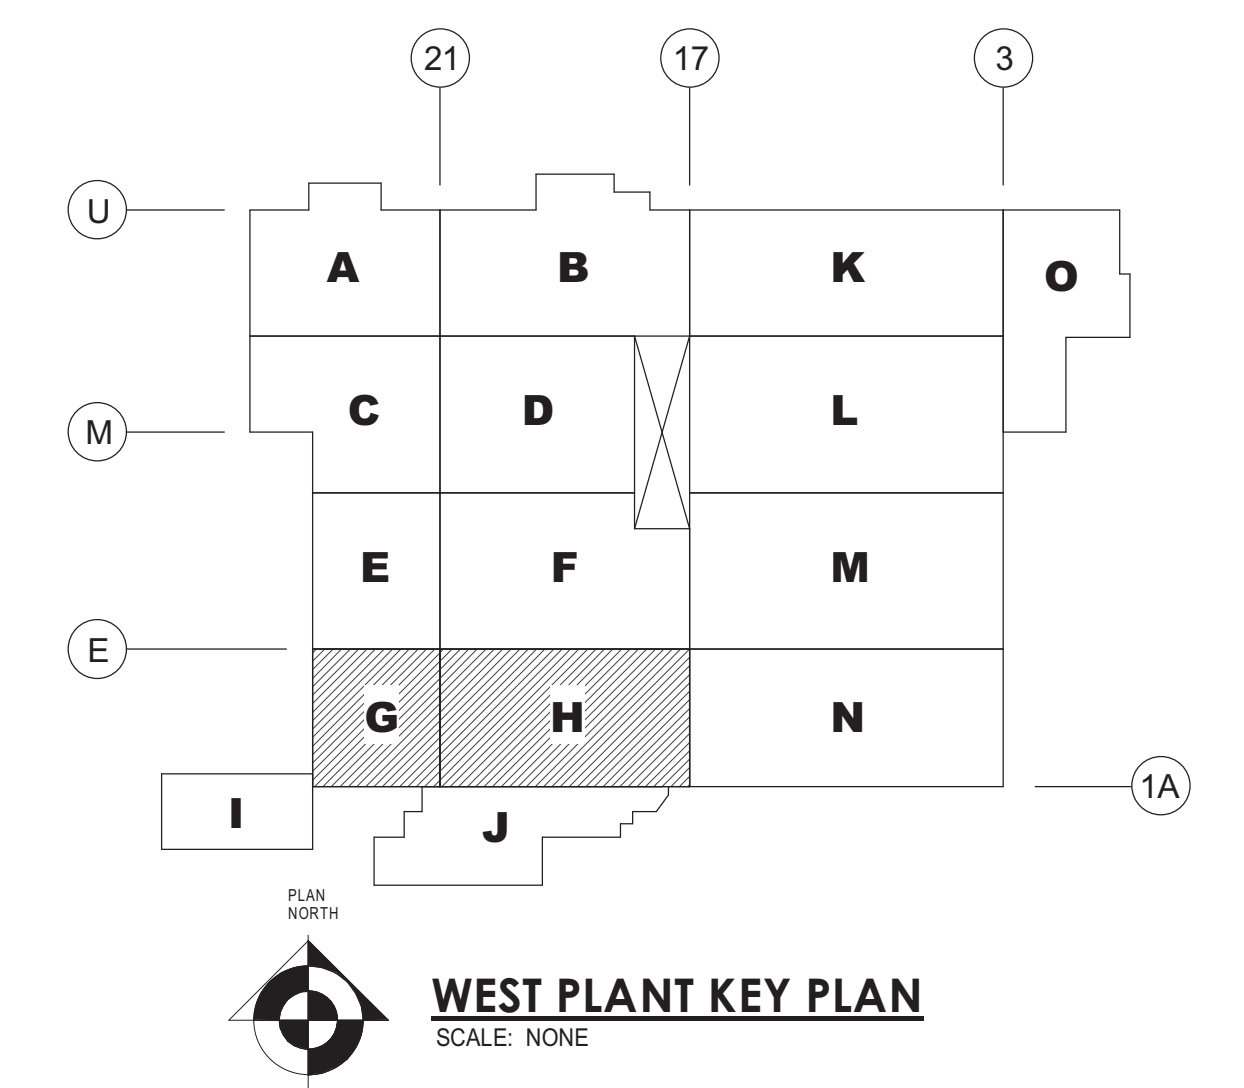 21 17 3
U
A B K O
C D L
M
E F M
E
G H N
1A
I J
PLAN
NORTH
WEST PLANT KEY PLAN
SCALE: NONE